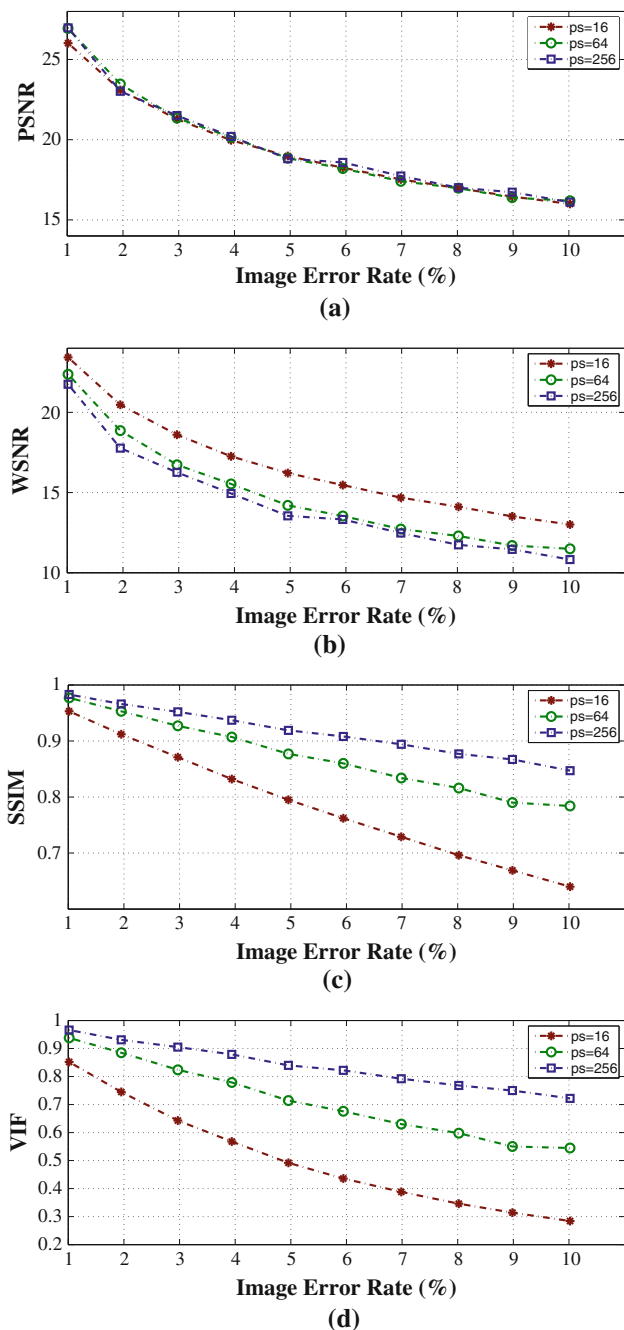 25
20
15
PSNR
ps=16
ps=64
ps=256
1 2 3 4 5 6 7 8 9 10
Image Error Rate (%)
(a)
20
15
10
WSNR
ps=16
ps=64
ps=256
1 2 3 4 5 6 7 8 9 10
Image Error Rate (%)
(b)
1
0.9
0.8
0.7
SSIM
ps=16
ps=64
ps=256
1 2 3 4 5 6 7 8 9 10
Image Error Rate (%)
(c)
1
0.9
0.8
0.7
0.6
0.5
0.4
0.3
0.2
VIF
ps=16
ps=64
ps=256
1 2 3 4 5 6 7 8 9 10
Image Error Rate (%)
(d)